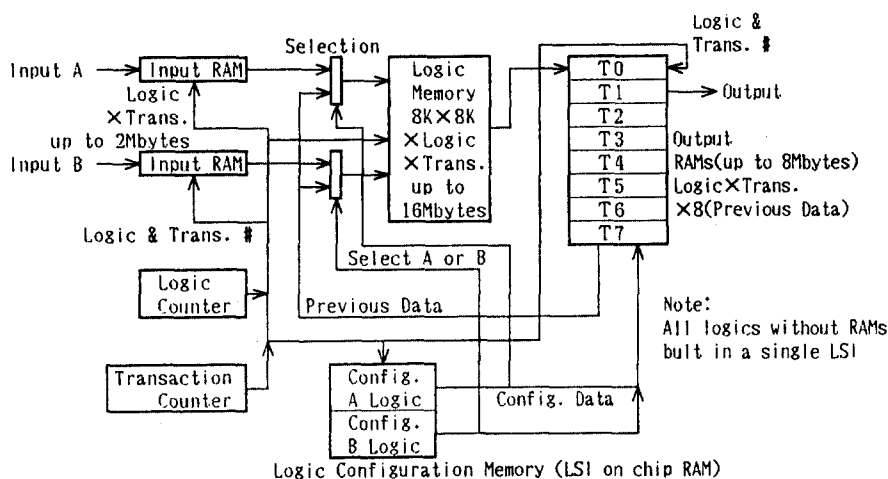 Selection
Logic &
Trans. #
Input A
Input RAM
Logic
×Trans.
up to 2Mbytes
Input B
Input RAM
Logic & Trans. #
Logic
Memory
8K×8K
×Logic
×Trans.
up to
16Mbytes
T0
T1
T2
T3
T4
T5
T6
T7
Output
Output
RAMs(up to 8Mbytes)
Logic×Trans.
×8(Previous Data)
Select A or B
Logic
Counter
Previous Data
Transaction
Counter
Config.
A Logic
Config.
B Logic
Config. Data
Note:
All logics without RAMs
bult in a single LSI
Logic Configuration Memory (LSI on chip RAM)